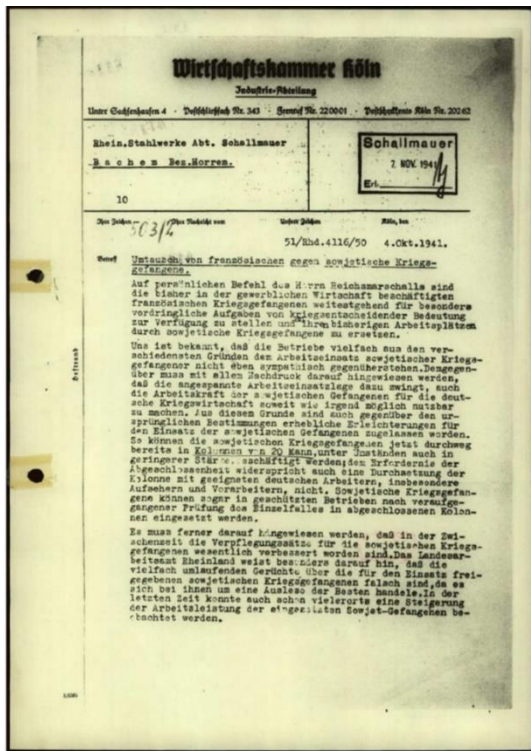 Wirtschaftskammer Köln
Industrie-Abteilung
Unter Sachsenhausen 4 · Postschließfach Nr. 343 · Fernruf Nr. 220001 · Postscheckkonto Köln Nr. 20262
Rhein.Stahlwerke Abt. Schallmauer
Bachem Bez.Horrem.
10
Schallmauer
7 NOV. 1941
Erl.
Ihre Zeichen Ihre Nachricht vom Unsere Zeichen Köln, den
503/2
51/Rhd.4116/50 4.Okt.1941.
Betreff Umtausch von französischen gegen sowjetische Kriegs-
gefangene.
Auf persönlichen Befehl des Herrn Reichsmarschalls sind
die bisher in der gewerblichen Wirtschaft beschäftigten
französischen Kriegsgefangenen weitestgehend für besonders
vordringliche Aufgaben von kriegsentscheidender Bedeutung
zur Verfügung zu stellen und an ihren bisherigen Arbeitsplätzen
durch sowjetische Kriegsgefangene zu ersetzen.
Uns ist bekannt, daß die Betriebe vielfach aus den ver-
schiedensten Gründen dem Arbeitseinsatz sowjetischer Kriegs-
gefangener nicht eben sympathisch gegenüberstehen.Demgegen-
über muss mit allem Nachdruck darauf hingewiesen werden,
daß die angespannte Arbeitseinsatzlage dazu zwingt, auch
die Arbeitskraft der sowjetischen Gefangenen für die deut-
sche Kriegswirtschaft soweit wie irgend möglich nutzbar
zu machen. Aus diesem Grunde sind auch gegenüber den ur-
sprünglichen Bestimmungen erhebliche Erleichterungen für
den Einsatz der sowjetischen Gefangenen zugelassen worden.
So können die sowjetischen Kriegsgefangenen jetzt durchweg
bereits in Kolonnen von 20 Mann,unter Umständen auch in
geringerer Stärke, beschäftigt werden;dem Erfordernis der
Abgeschlossenheit widerspricht auch eine Durchsetzung der
Kolonne mit geeigneten deutschen Arbeitern, insbesondere
Aufsehern und Vorarbeitern, nicht. Sowjetische Kriegsgefan-
gene können sogar in geschützten Betrieben nach voraufge-
gangener Prüfung des Einzelfalles in abgeschlossenen Kolon-
nen eingesetzt werden.
Es muss ferner darauf hingewiesen werden, daß in der Zwi-
schenzeit die Verpflegungssätze für die sowjetischen Kriegs-
gefangenen wesentlich verbessert worden sind.Das Landesar-
beitsamt Rheinland weist besonders darauf hin, daß die
vielfach umlaufenden Gerüchte über die für den Einsatz frei-
gegebenen sowjetischen Kriegsgefangenen falsch sind,da es
sich bei ihnen um eine Auslese der Besten handele.In der
letzten Zeit konnte auch schon vielerorts eine Steigerung
der Arbeitsleistung der eingesetzten Sowjet-Gefangenen be-
obachtet werden.